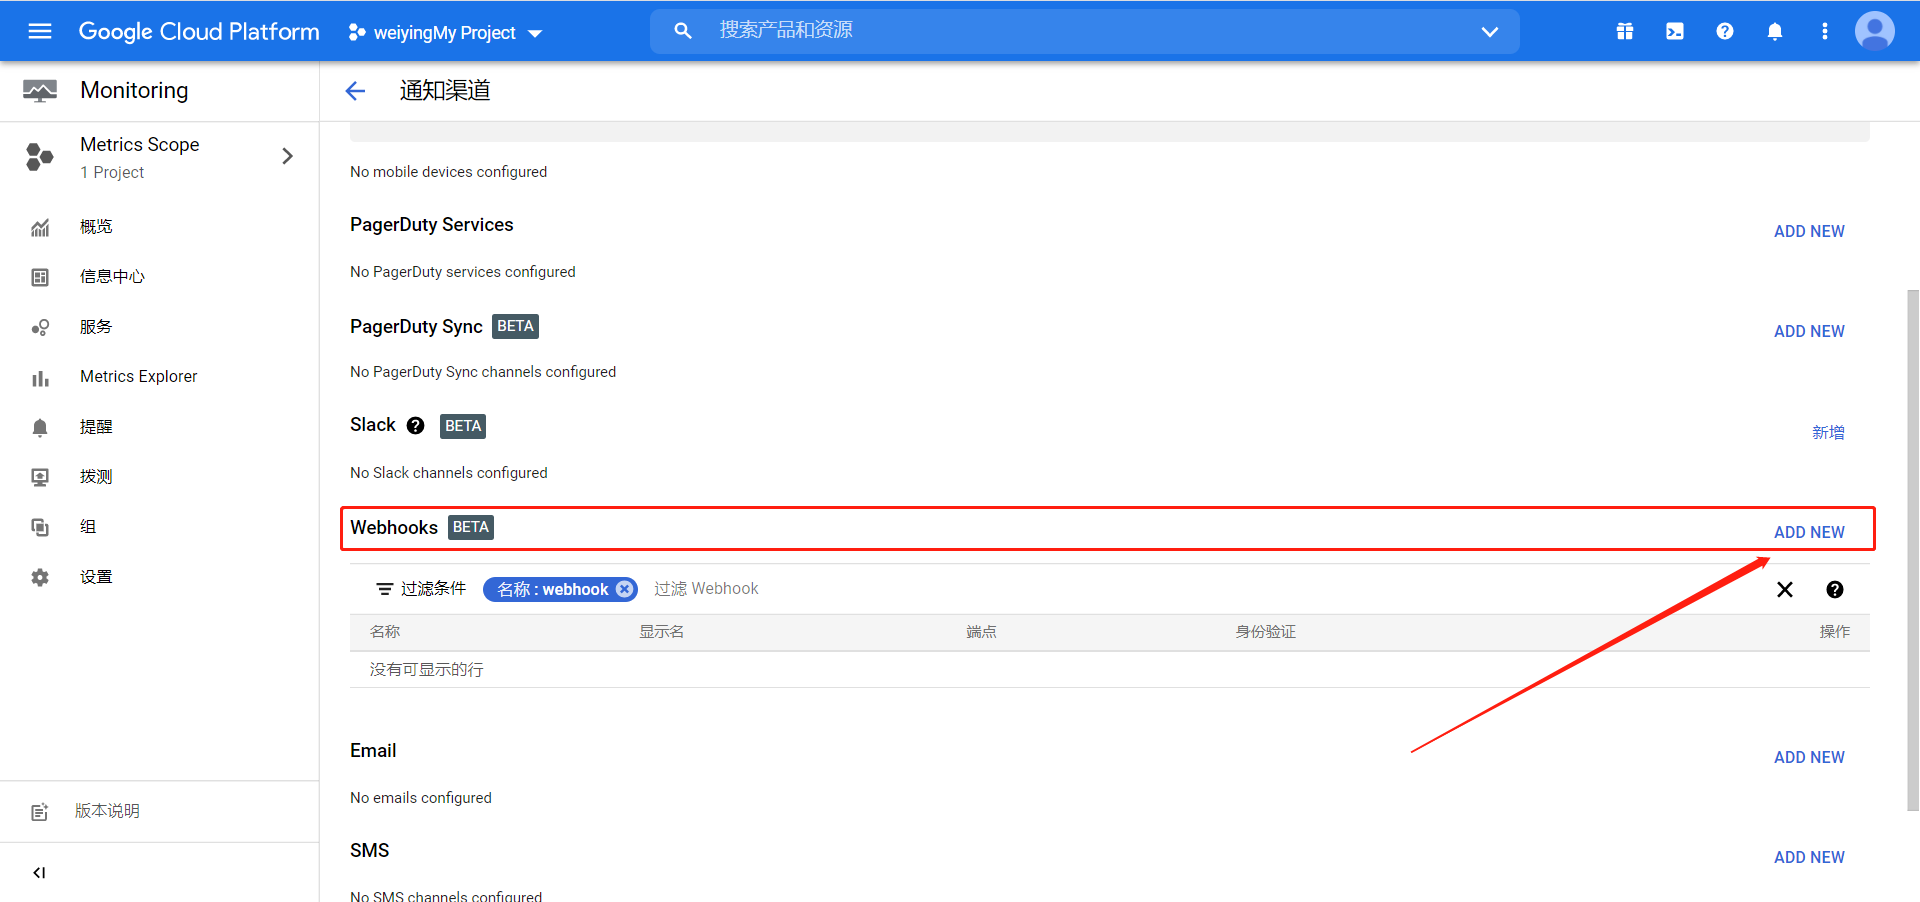 Google Cloud Platform weiyingMy Project 搜索产品和资源
Monitoring
通知渠道
Metrics Scope
1 Project
概览
信息中心
服务
Metrics Explorer
提醒
拨测
组
设置
版本说明
No mobile devices configured
PagerDuty Services ADD NEW
No PagerDuty services configured
PagerDuty Sync BETA ADD NEW
No PagerDuty Sync channels configured
Slack BETA 新增
No Slack channels configured
Webhooks BETA ADD NEW
过滤条件 名称 : webhook 过滤 Webhook
名称 显示名 端点 身份验证 操作
没有可显示的行
Email ADD NEW
No emails configured
SMS ADD NEW
No SMS channels configured